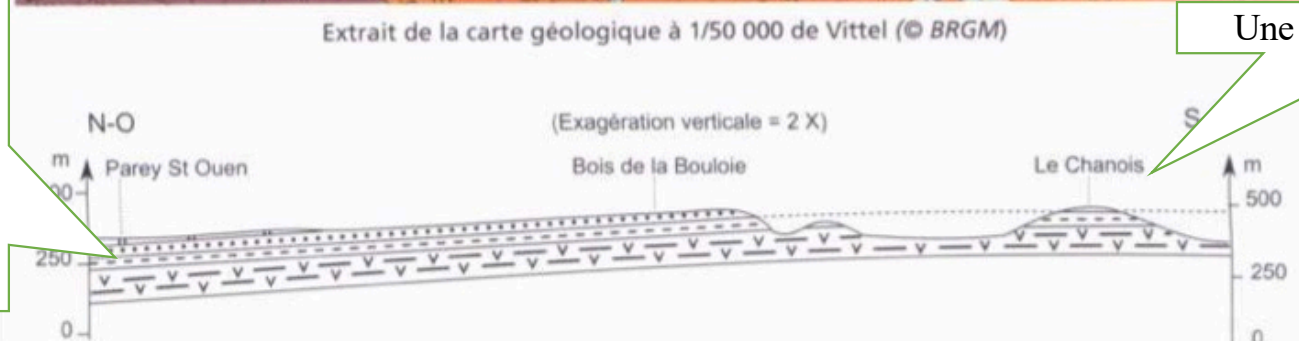 Extrait de la carte géologique à 1/50 000 de Vittel (© BRGM)
Une
N-O
(Exagération verticale = 2 X)
S
m
Parey St Ouen
Bois de la Bouloie
Le Chanois
m
500
250
250
0